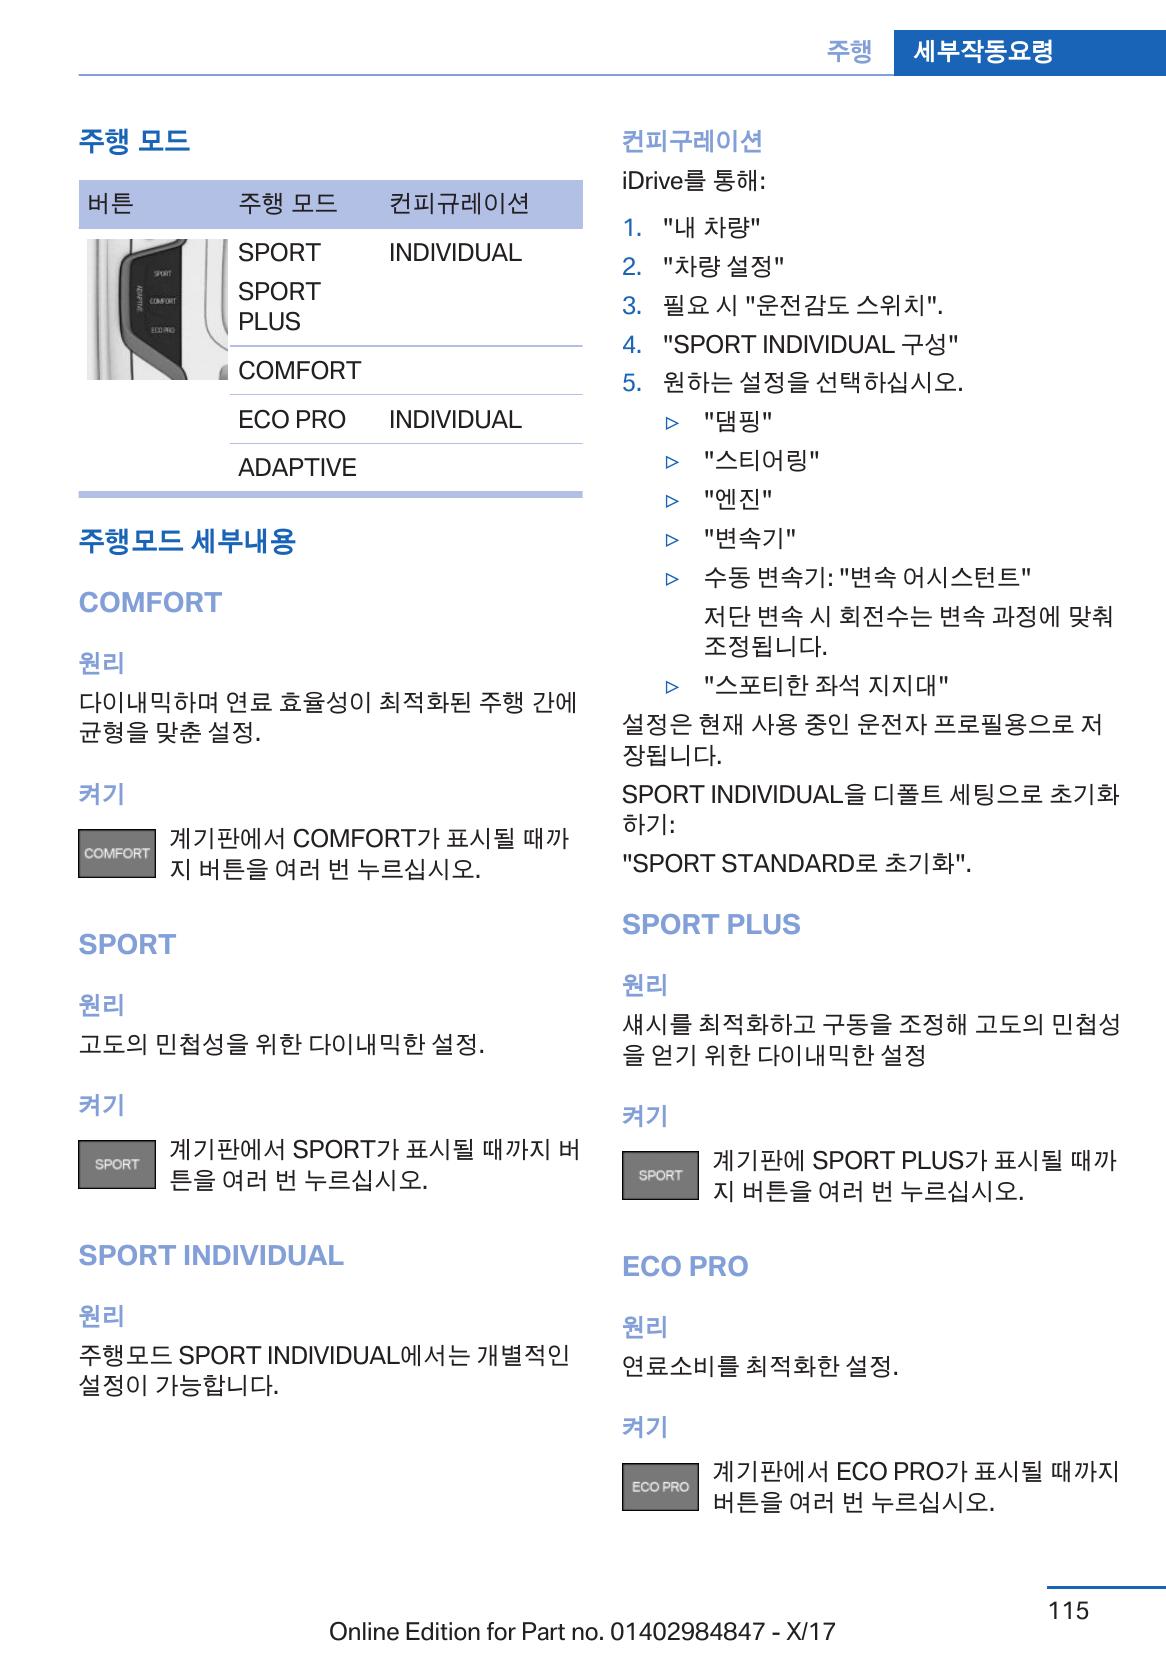 주행
세부작동요령
주행 모드
버튼 주행 모드 컨피규레이션
SPORT
COMFORT
ECO PRO
ADAPTIVE
SPORT INDIVIDUAL
SPORT
PLUS
COMFORT
ECO PRO INDIVIDUAL
ADAPTIVE
주행모드 세부내용
COMFORT
원리
다이내믹하며 연료 효율성이 최적화된 주행 간에
균형을 맞춘 설정.
켜기
COMFORT
계기판에서 COMFORT가 표시될 때까
지 버튼을 여러 번 누르십시오.
SPORT
원리
고도의 민첩성을 위한 다이내믹한 설정.
켜기
SPORT
계기판에서 SPORT가 표시될 때까지 버
튼을 여러 번 누르십시오.
SPORT INDIVIDUAL
원리
주행모드 SPORT INDIVIDUAL에서는 개별적인
설정이 가능합니다.
컨피구레이션
iDrive를 통해:
1. "내 차량"
2. "차량 설정"
3. 필요 시 "운전감도 스위치".
4. "SPORT INDIVIDUAL 구성"
5. 원하는 설정을 선택하십시오.
▷ "댐핑"
▷ "스티어링"
▷ "엔진"
▷ "변속기"
▷ 수동 변속기: "변속 어시스턴트"
저단 변속 시 회전수는 변속 과정에 맞춰
조정됩니다.
▷ "스포티한 좌석 지지대"
설정은 현재 사용 중인 운전자 프로필용으로 저
장됩니다.
SPORT INDIVIDUAL을 디폴트 세팅으로 초기화
하기:
"SPORT STANDARD로 초기화".
SPORT PLUS
원리
섀시를 최적화하고 구동을 조정해 고도의 민첩성
을 얻기 위한 다이내믹한 설정
켜기
SPORT
계기판에 SPORT PLUS가 표시될 때까
지 버튼을 여러 번 누르십시오.
ECO PRO
원리
연료소비를 최적화한 설정.
켜기
ECO PRO
계기판에서 ECO PRO가 표시될 때까지
버튼을 여러 번 누르십시오.
115
Online Edition for Part no. 01402984847 - X/17